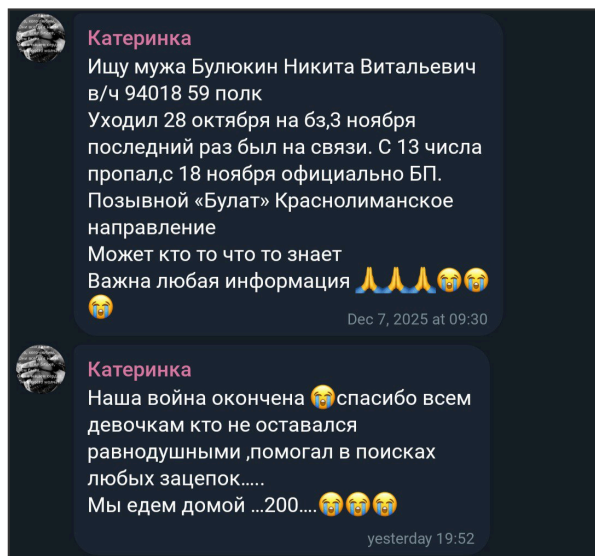 Катеринка
Ищу мужа Булюкин Никита Витальевич
в/ч 94018 59 полк
Уходил 28 октября на бз,3 ноября
последний раз был на связи. С 13 числа
пропал,с 18 ноября официально БП.
Позывной «Булат» Краснолиманское
направление
Может кто то что то знает
Важна любая информация 🙏🙏🙏😭😭
😭
Dec 7, 2025 at 09:30
Катеринка
Наша война окончена 😭спасибо всем
девочкам кто не оставался
равнодушными ,помогал в поисках
любых зацепок.....
Мы едем домой ...200....😭😭😭
yesterday 19:52